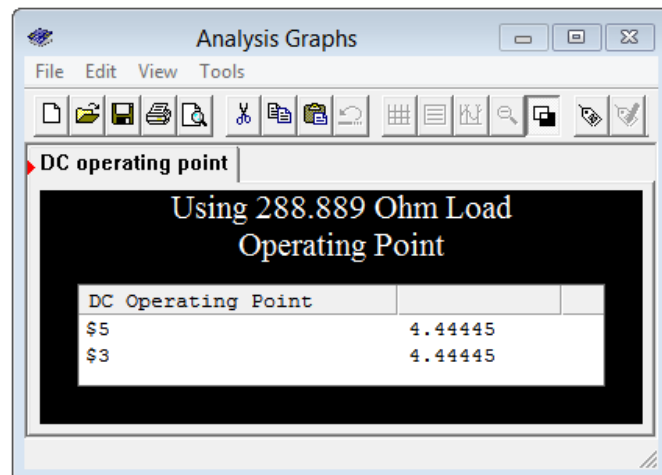 Analysis Graphs
File Edit View Tools
DC operating point
Using 288.889 Ohm Load
Operating Point
DC Operating Point
$5 4.44445
$3 4.44445